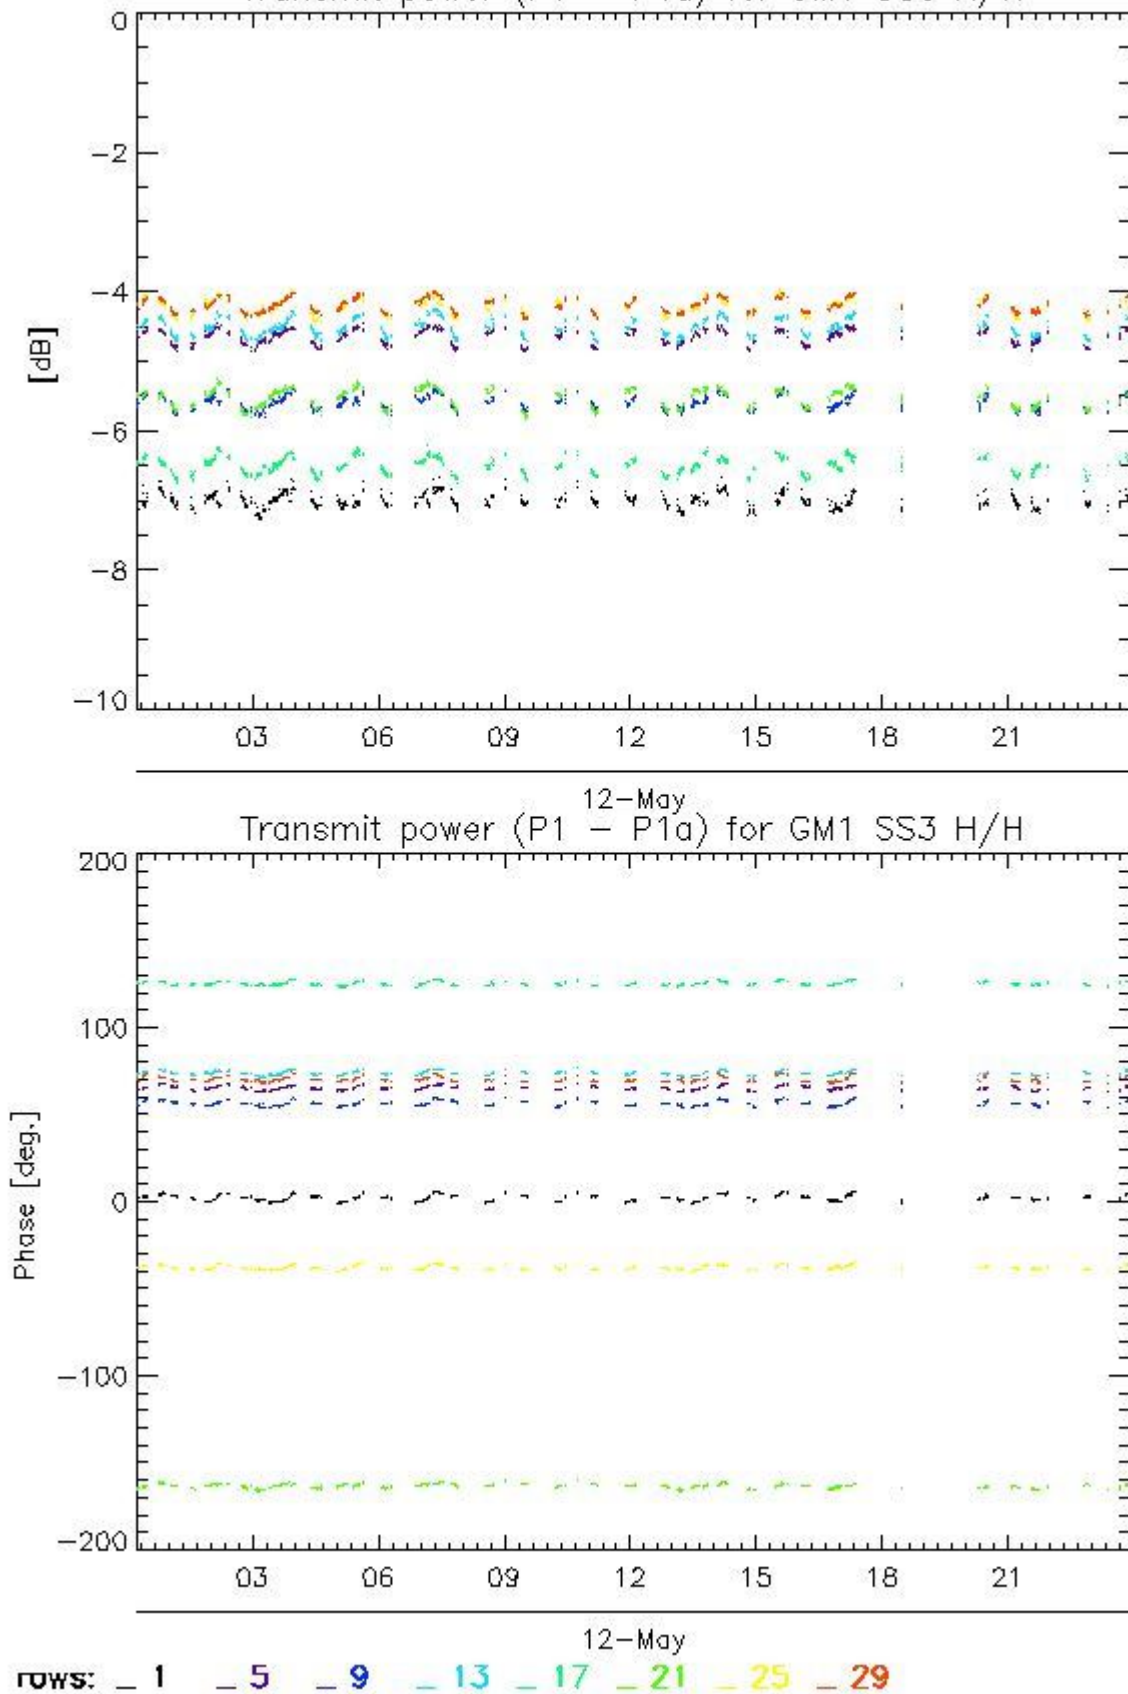 0
-2
-4
[dB]
-6
-8
-10
03 06 09 12 15 18 21
12-May
Transmit power (P1 - P1a) for GM1 SS3 H/H
200
100
0
Phase [deg.]
-100
-200
03 06 09 12 15 18 21
12-May
rows: _ 1 _ 5 _ 9 _ 13 _ 17 _ 21 _ 25 _ 29